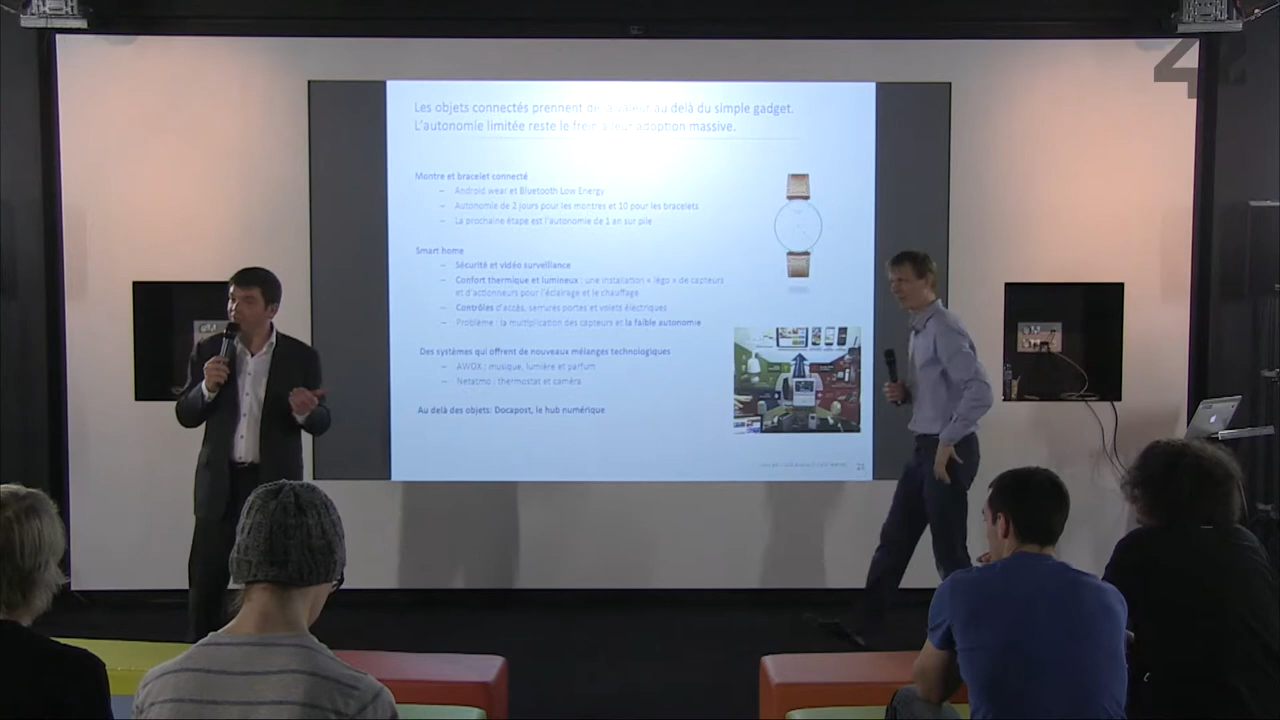 Les objets connectés prennent de la valeur au delà du simple gadget.
L'autonomie limitée reste le frein à leur adoption massive.
Montre et bracelet connecté
– Android wear et Bluetooth Low Energy
– Autonomie de 2 jours pour les montres et 10 pour les bracelets
– La prochaine étape est l'autonomie de 1 an sur pile
Smart home
– Sécurité et vidéo surveillance
– Confort thermique et lumineux : une installation « légo » de capteurs
et d'actionneurs pour l'éclairage et le chauffage
– Contrôles d'accès, serrures portes et volets électriques
– Problème : la multiplication des capteurs et la faible autonomie
Des systèmes qui offrent de nouveaux mélanges technologiques
– AWOX : musique, lumière et parfum
– Netatmo : thermostat et caméra
Au delà des objets: Docapost, le hub numérique
42